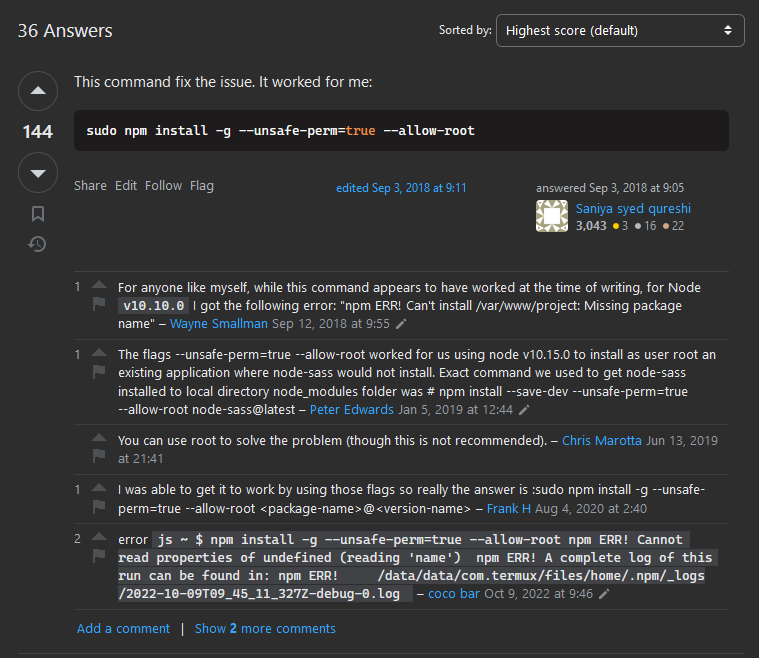 36 Answers
Sorted by: Highest score (default)
This command fix the issue. It worked for me:
144
sudo npm install -g --unsafe-perm=true --allow-root
Share Edit Follow Flag
edited Sep 3, 2018 at 9:11
answered Sep 3, 2018 at 9:05
Saniya syed qureshi
3,043 3 16 22
1 For anyone like myself, while this command appears to have worked at the time of writing, for Node
v10.10.0 I got the following error: "npm ERR! Can't install /var/www/project: Missing package
name" – Wayne Smallman Sep 12, 2018 at 9:55
1 The flags --unsafe-perm=true --allow-root worked for us using node v10.15.0 to install as user root an
existing application where node-sass would not install. Exact command we used to get node-sass
installed to local directory node_modules folder was # npm install --save-dev --unsafe-perm=true
--allow-root node-sass@latest – Peter Edwards Jan 5, 2019 at 12:44
You can use root to solve the problem (though this is not recommended). – Chris Marotta Jun 13, 2019
at 21:41
1 I was able to get it to work by using those flags so really the answer is :sudo npm install -g --unsafe-
perm=true --allow-root <package-name>@<version-name> – Frank H Aug 4, 2020 at 2:40
2 error js ~ $ npm install -g --unsafe-perm=true --allow-root npm ERR! Cannot
read properties of undefined (reading 'name') npm ERR! A complete log of this
run can be found in: npm ERR! /data/data/com.termux/files/home/.npm/_logs
/2022-10-09T09_45_11_327Z-debug-0.log – coco bar Oct 9, 2022 at 9:46
Add a comment | Show 2 more comments